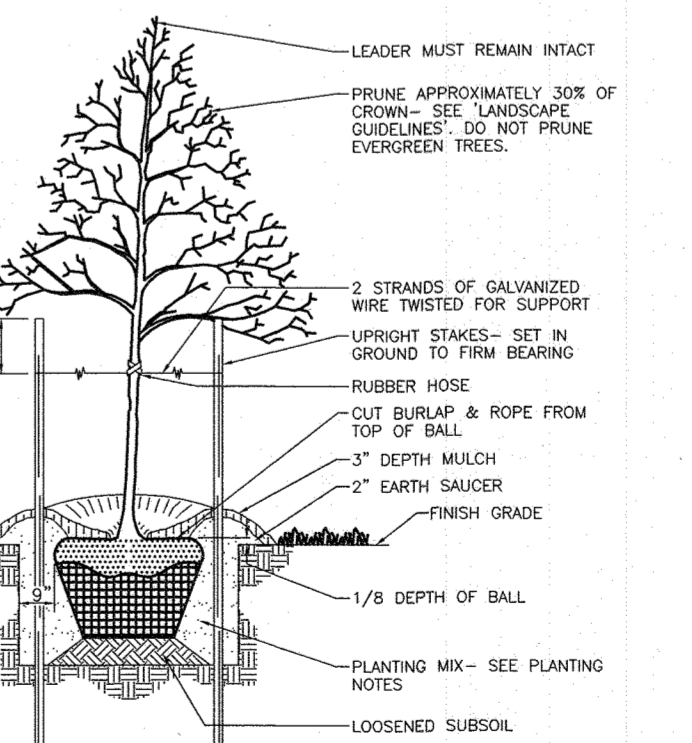 LEADER MUST REMAIN INTACT
PRUNE APPROXIMATELY 30% OF
CROWN– SEE 'LANDSCAPE
GUIDELINES'. DO NOT PRUNE
EVERGREEN TREES.
2 STRANDS OF GALVANIZED
WIRE TWISTED FOR SUPPORT
UPRIGHT STAKES– SET IN
GROUND TO FIRM BEARING
RUBBER HOSE
CUT BURLAP & ROPE FROM
TOP OF BALL
3" DEPTH MULCH
2" EARTH SAUCER
FINISH GRADE
9"
1/8 DEPTH OF BALL
PLANTING MIX– SEE PLANTING
NOTES
LOOSENED SUBSOIL